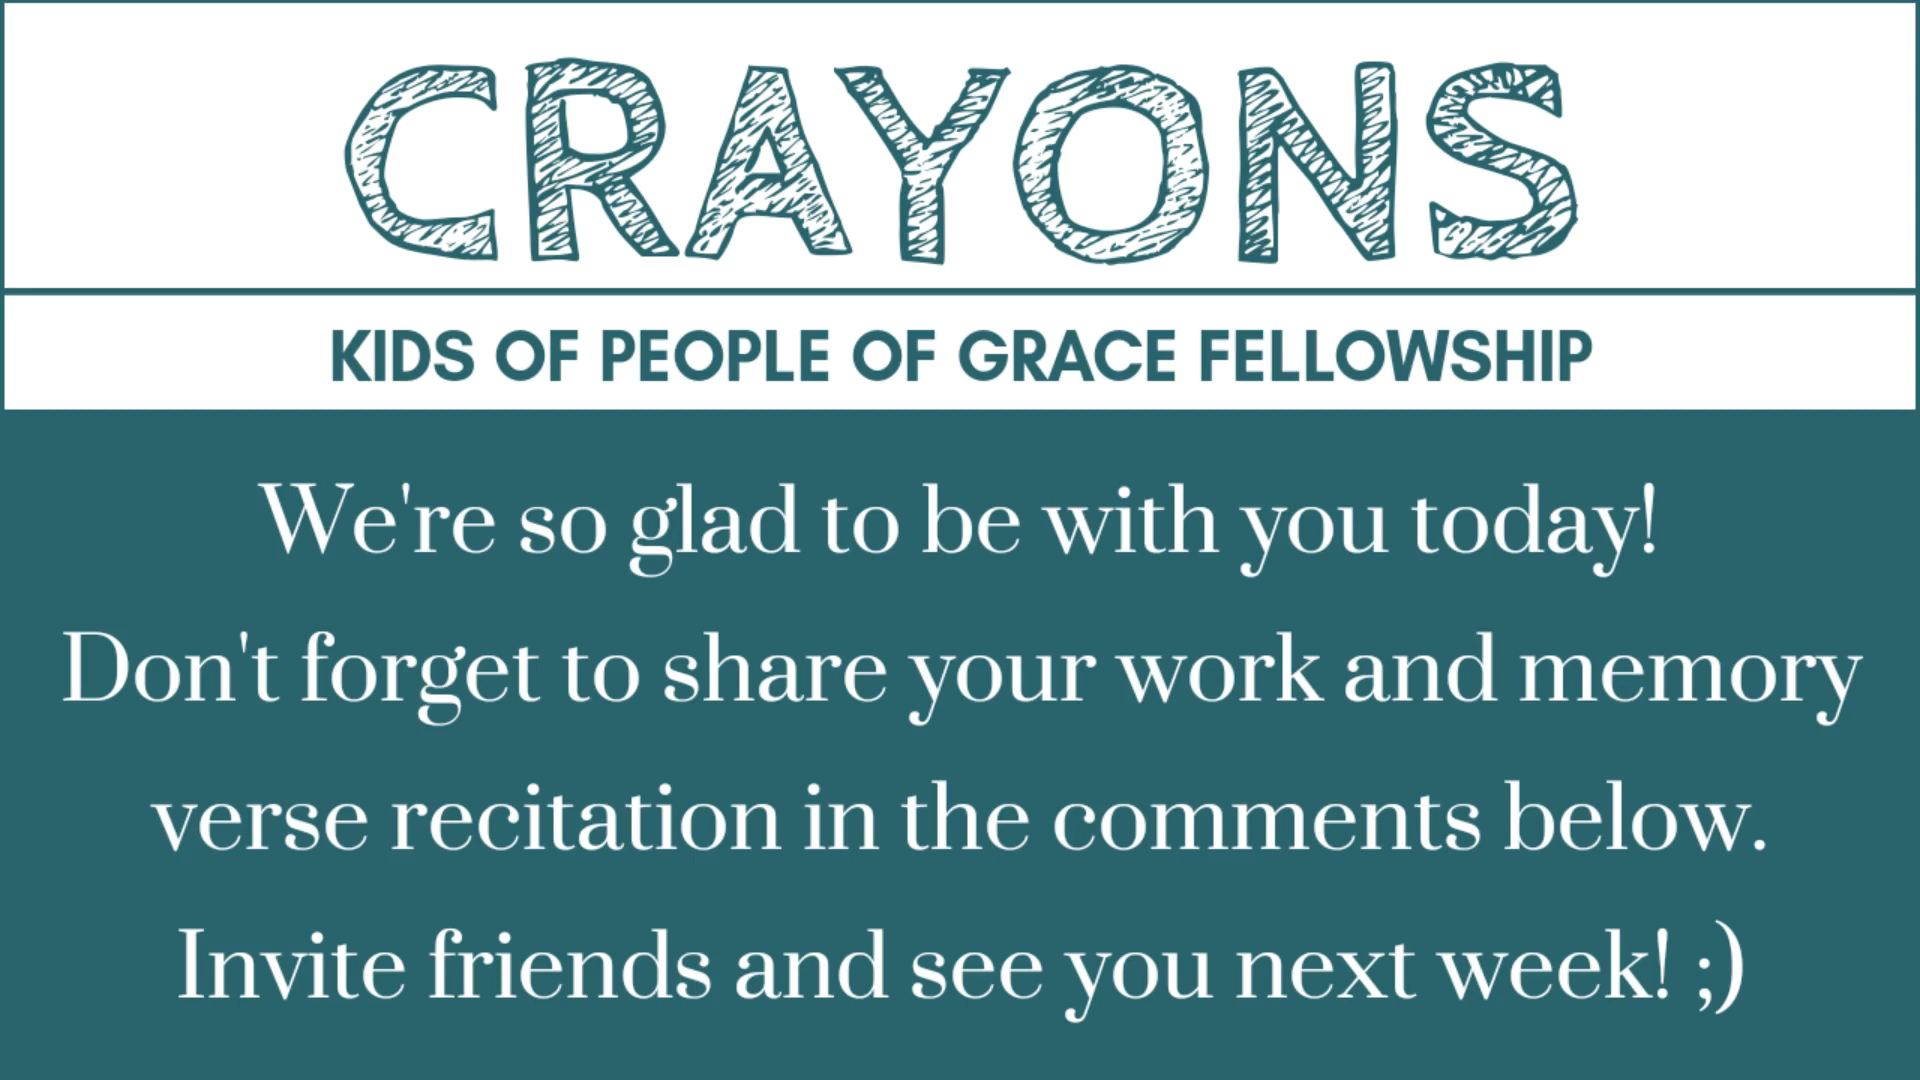 CRAYONS
KIDS OF PEOPLE OF GRACE FELLOWSHIP
We're so glad to be with you today!
Don't forget to share your work and memory
verse recitation in the comments below.
Invite friends and see you next week! ;)